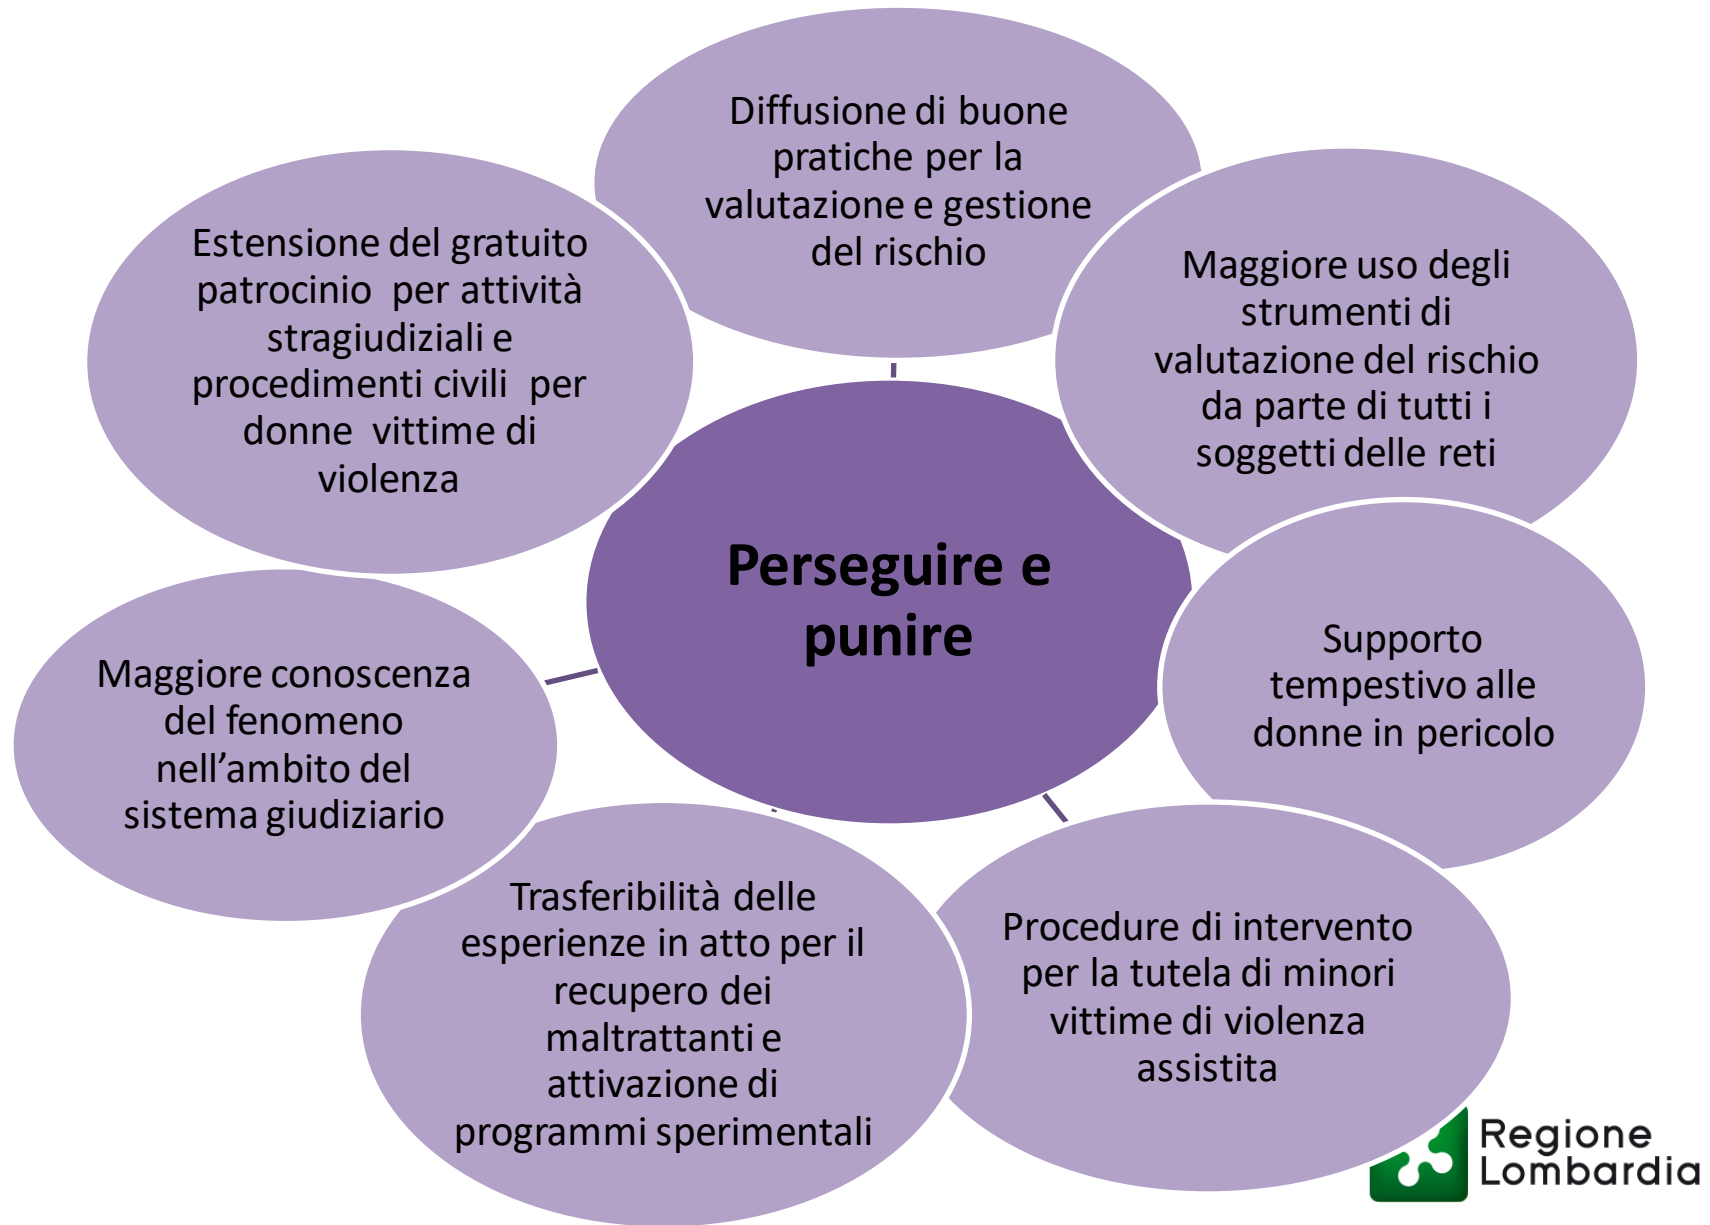 Diffusione di buone
pratiche per la
valutazione e gestione
del rischio
Maggiore uso degli
strumenti di
valutazione del rischio
da parte di tutti i
soggetti delle reti
Supporto
tempestivo alle
donne in pericolo
Procedure di intervento
per la tutela di minori
vittime di violenza
assistita
Trasferibilità delle
esperienze in atto per il
recupero dei
maltrattanti e
attivazione di
programmi sperimentali
Maggiore conoscenza
del fenomeno
nell’ambito del
sistema giudiziario
Estensione del gratuito
patrocinio per attività
stragiudiziali e
procedimenti civili per
donne vittime di
violenza
Perseguire e
punire
Regione
Lombardia